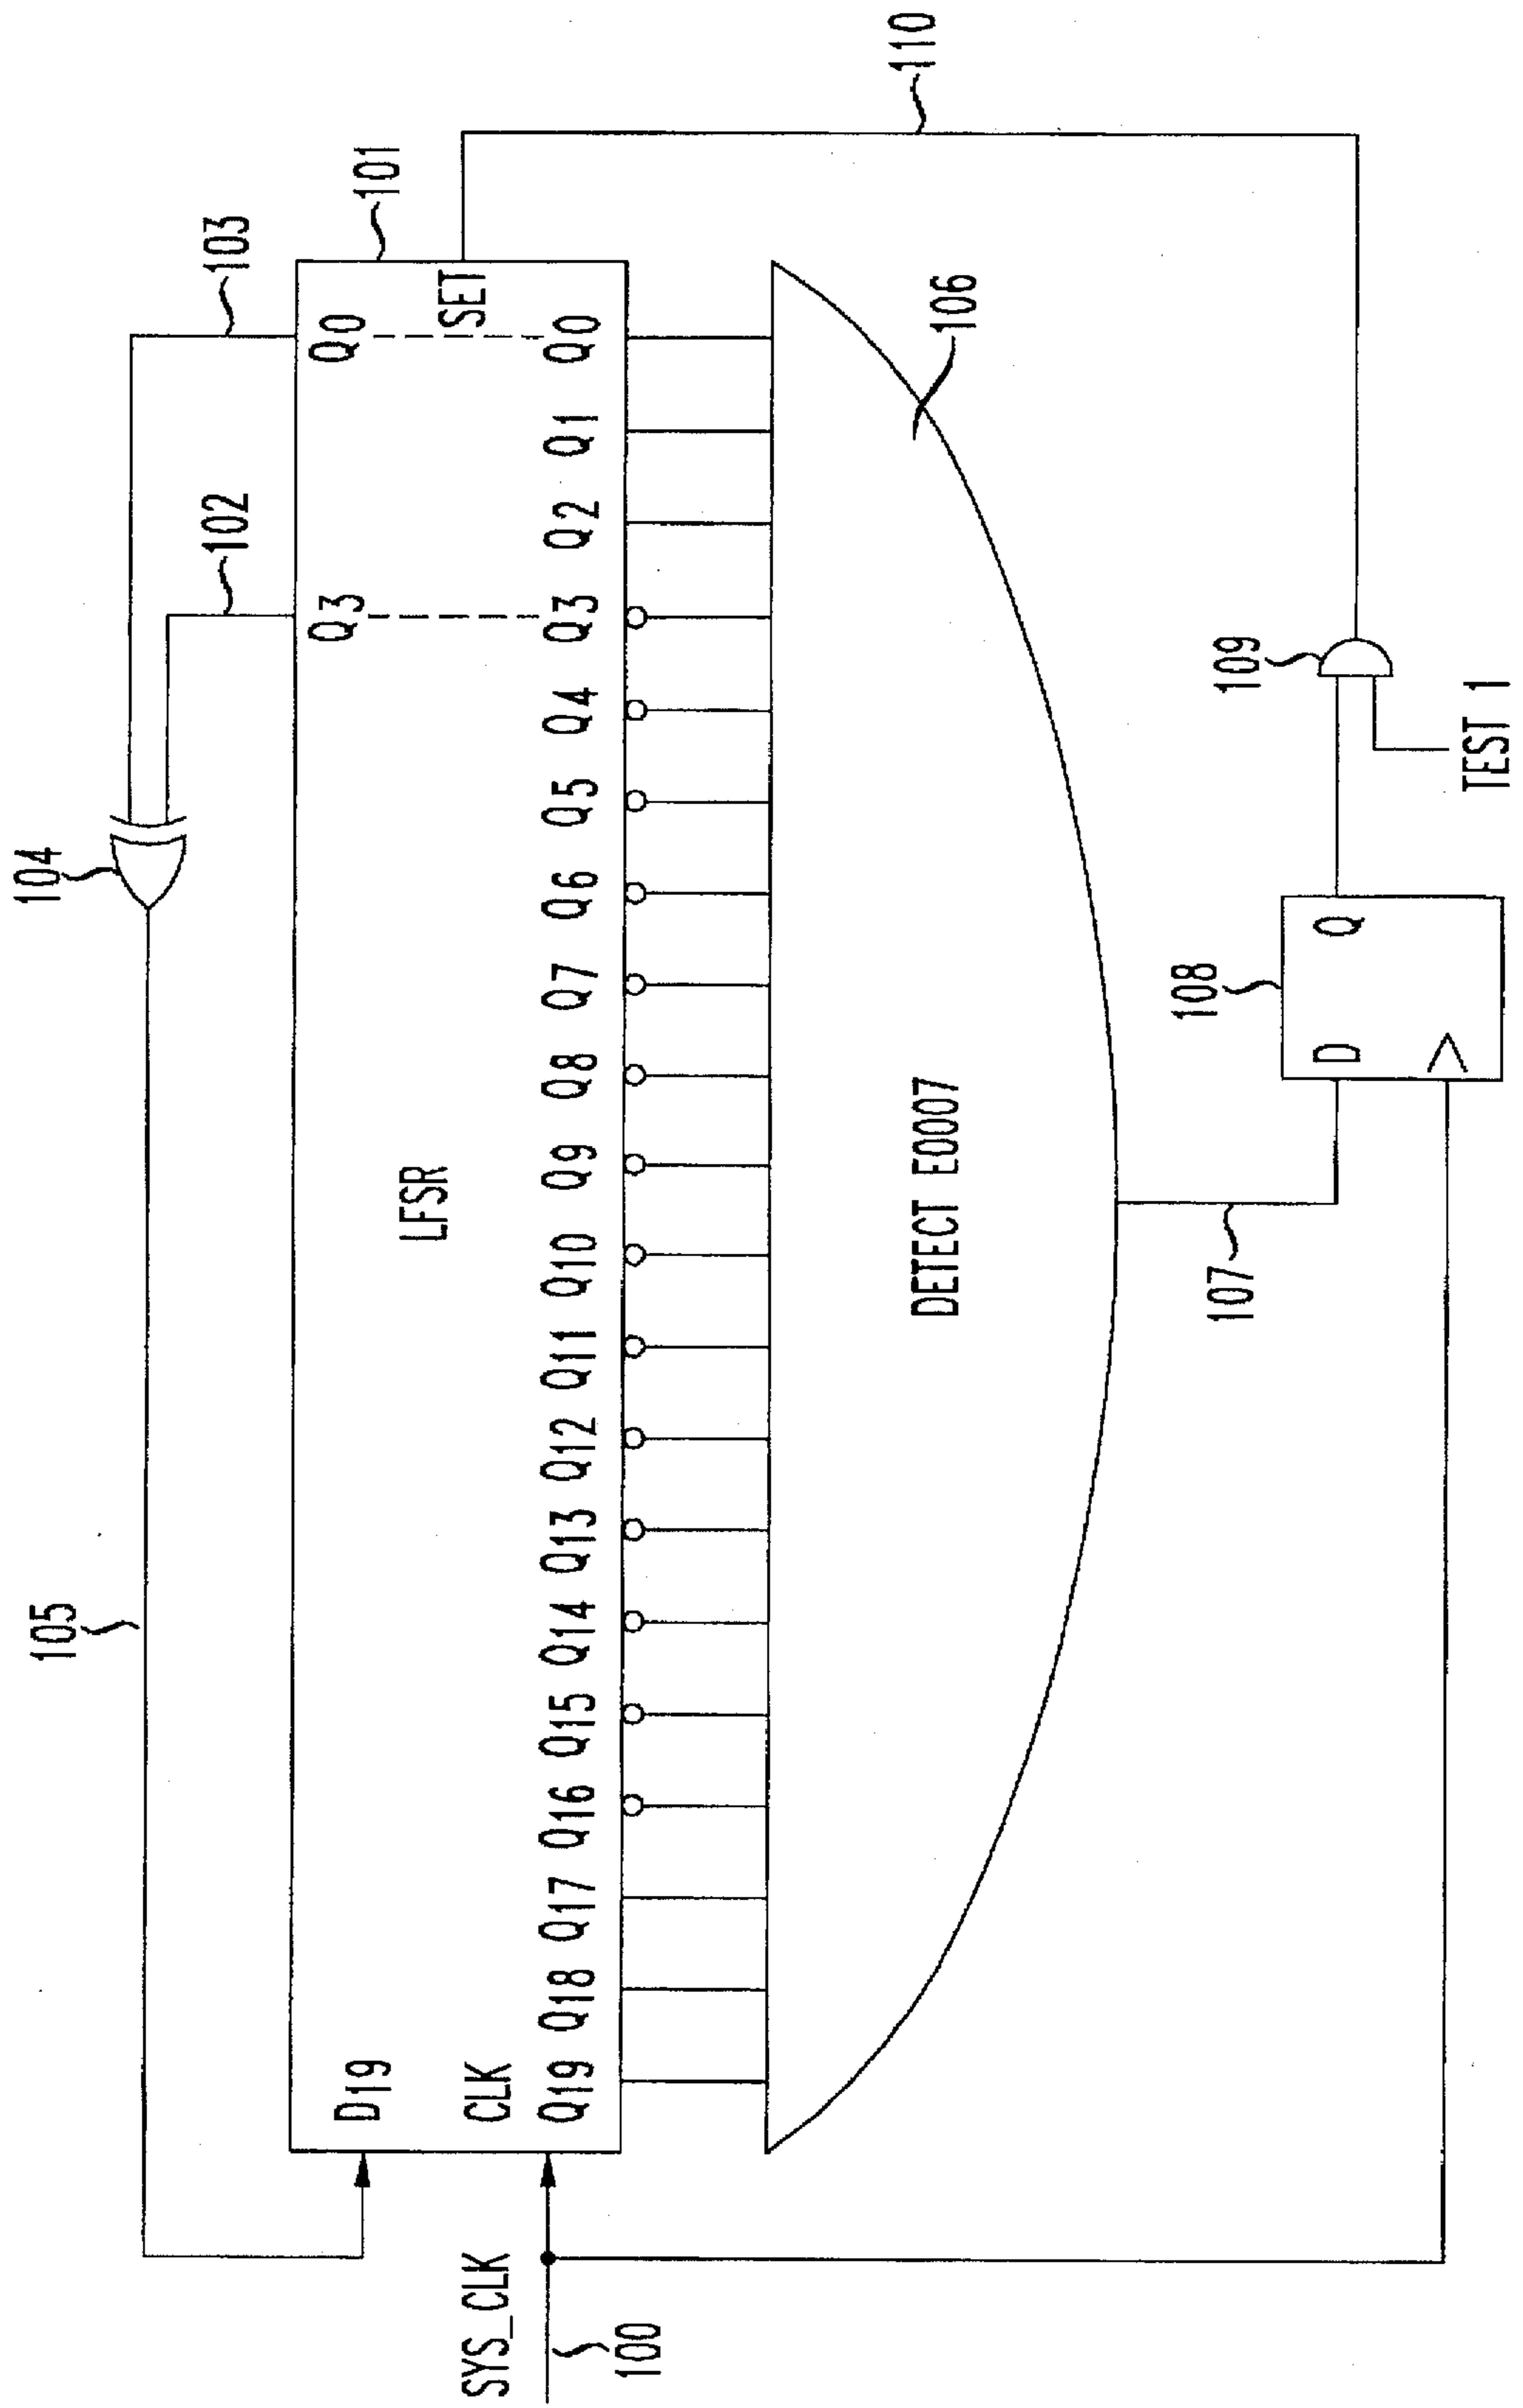 104
105
103
102
101
110
D19
Q3
Q0
LFSR
CLK
SET
Q19 Q18 Q17 Q16 Q15 Q14 Q13 Q12 Q11 Q10 Q9 Q8 Q7 Q6 Q5 Q4 Q3 Q2 Q1 Q0
SYS_CLK
100
DETECT E0007
106
107
108
D
Q
109
TEST 1